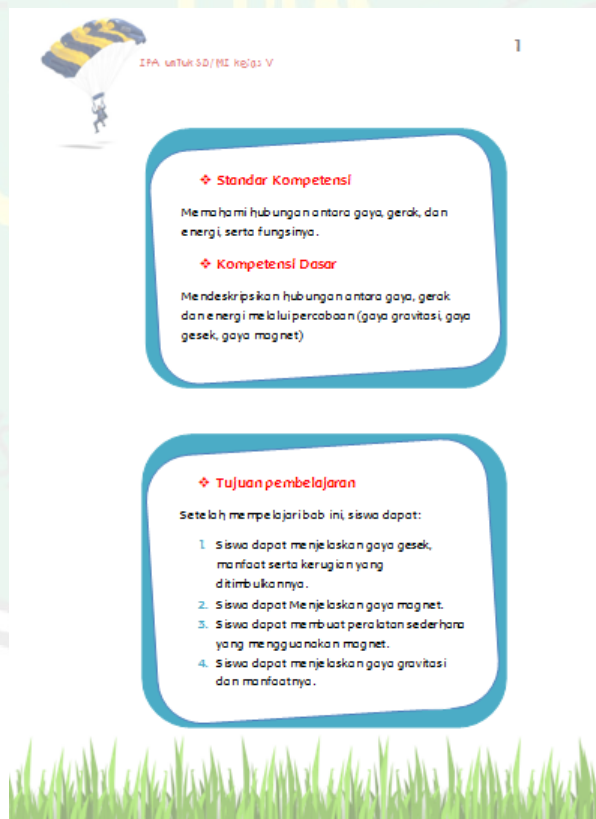 1
IPA untuk SD/MI Kelas V
❖ Standar Kompetensi
Memahami hubungan antara gaya, gerak, dan
energi, serta fungsinya.
❖ Kompetensi Dasar
Mendeskripsikan hubungan antara gaya, gerak
dan energi melalui percobaan (gaya gravitasi, gaya
gesek, gaya magnet)
❖ Tujuan pembelajaran
Setelah mempelajari bab ini, siswa dapat:
1. Siswa dapat menjelaskan gaya gesek,
manfaat serta kerugian yang
ditimbulkannya.
2. Siswa dapat Menjelaskan gaya magnet.
3. Siswa dapat membuat peralatan sederhana
yang mengguanakan magnet.
4. Siswa dapat menjelaskan gaya gravitasi
dan manfaatnya.